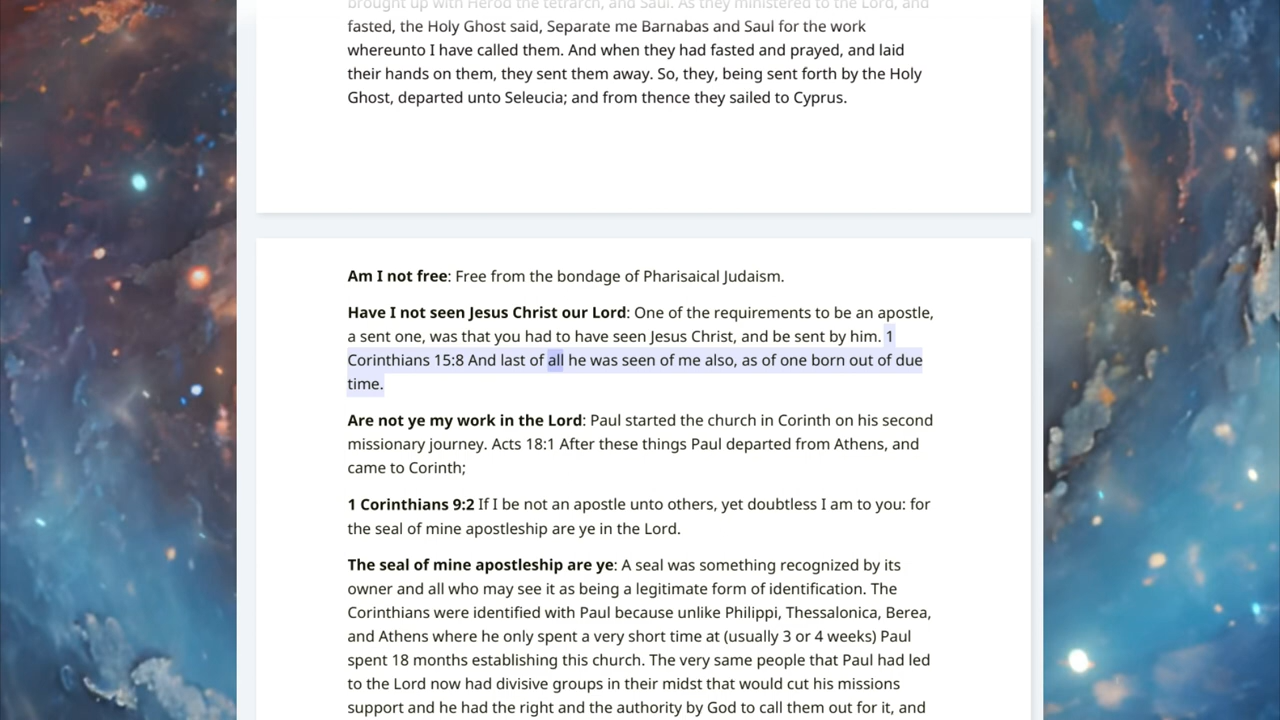 brought up with Herod the tetrarch, and Saul. As they ministered to the Lord, and
fasted, the Holy Ghost said, Separate me Barnabas and Saul for the work
whereunto I have called them. And when they had fasted and prayed, and laid
their hands on them, they sent them away. So, they, being sent forth by the Holy
Ghost, departed unto Seleucia; and from thence they sailed to Cyprus.
Am I not free: Free from the bondage of Pharisaical Judaism.
Have I not seen Jesus Christ our Lord: One of the requirements to be an apostle,
a sent one, was that you had to have seen Jesus Christ, and be sent by him. 1
Corinthians 15:8 And last of all he was seen of me also, as of one born out of due
time.
Are not ye my work in the Lord: Paul started the church in Corinth on his second
missionary journey. Acts 18:1 After these things Paul departed from Athens, and
came to Corinth;
1 Corinthians 9:2 If I be not an apostle unto others, yet doubtless I am to you: for
the seal of mine apostleship are ye in the Lord.
The seal of mine apostleship are ye: A seal was something recognized by its
owner and all who may see it as being a legitimate form of identification. The
Corinthians were identified with Paul because unlike Philippi, Thessalonica, Berea,
and Athens where he only spent a very short time at (usually 3 or 4 weeks) Paul
spent 18 months establishing this church. The very same people that Paul had led
to the Lord now had divisive groups in their midst that would cut his missions
support and he had the right and the authority by God to call them out for it, and